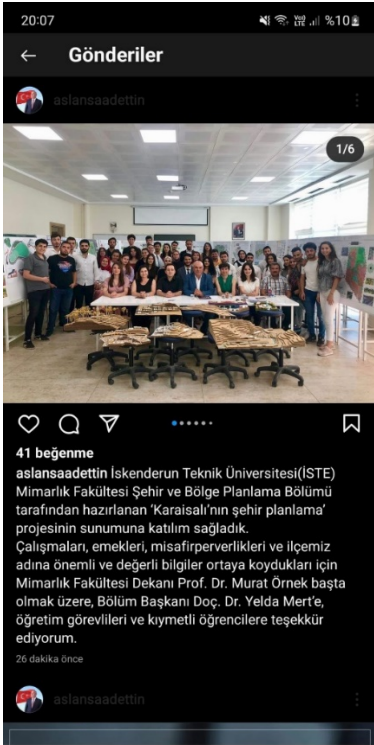 20:07
%10
Gönderiler
aslansaadettin
1/6
41 beğenme
aslansaadettin İskenderun Teknik Üniversitesi(İSTE)
Mimarlık Fakültesi Şehir ve Bölge Planlama Bölümü
tarafından hazırlanan ‘Karaisalı’nın şehir planlama’
projesinin sunumuna katılım sağladık.
Çalışmaları, emekleri, misafirperverlikleri ve ilçemiz
adına önemli ve değerli bilgiler ortaya koydukları için
Mimarlık Fakültesi Dekanı Prof. Dr. Murat Örnek başta
olmak üzere, Bölüm Başkanı Doç. Dr. Yelda Mert’e,
öğretim görevlileri ve kıymetli öğrencilere teşekkür
ediyorum.
26 dakika önce
aslansaadettin